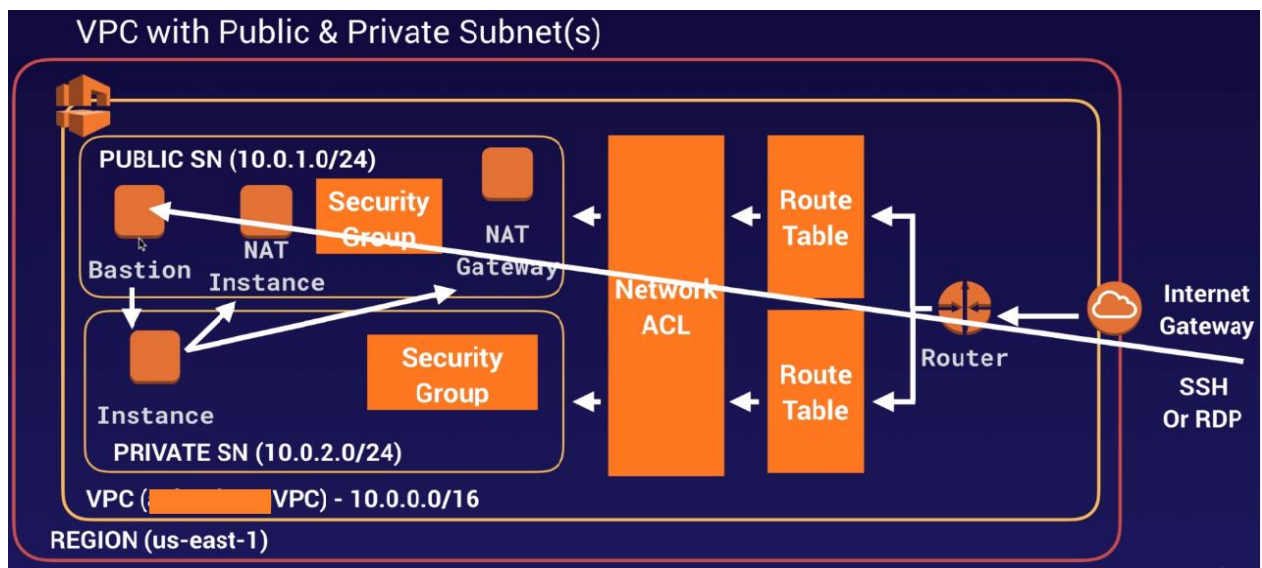 VPC with Public & Private Subnet(s)
PUBLIC SN (10.0.1.0/24)
Bastion
NAT
Instance
Security
Group
NAT
Gateway
Instance
Security
Group
PRIVATE SN (10.0.2.0/24)
Network
ACL
Route
Table
Route
Table
Router
Internet
Gateway
SSH
Or RDP
VPC ( VPC) - 10.0.0.0/16
REGION (us-east-1)